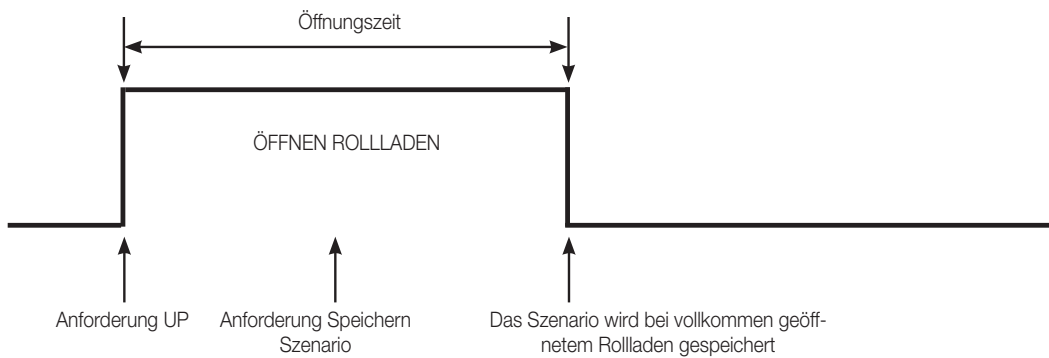 Öffnungszeit
ÖFFNEN ROLLLADEN
Anforderung UP
Anforderung Speichern
Szenario
Das Szenario wird bei vollkommen geöff-
netem Rollladen gespeichert